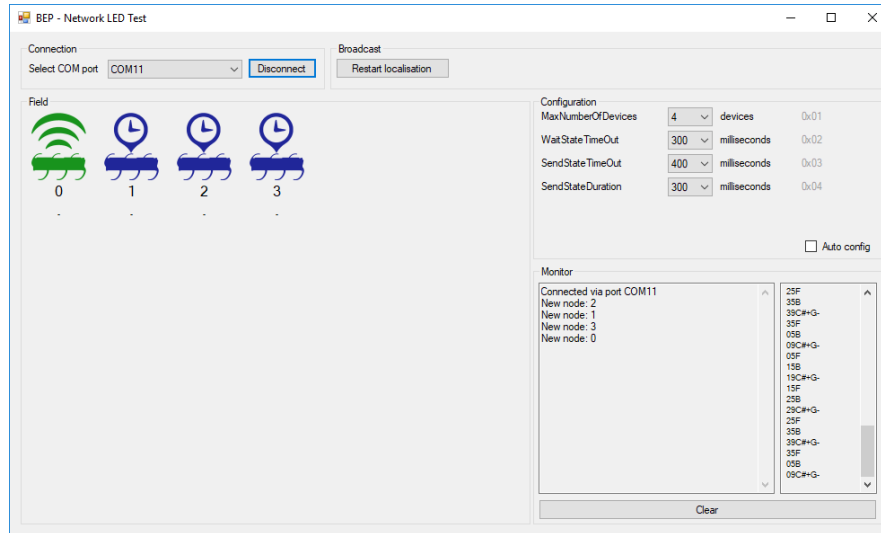 BEP - Network LED Test
Connection
Select COM port COM11 Disconnect
Broadcast
Restart localisation
Field
0 1 2 3
- - - -
Configuration
MaxNumberOfDevices 4 devices 0x01
WaitStateTimeOut 300 milliseconds 0x02
SendStateTimeOut 400 milliseconds 0x03
SendStateDuration 300 milliseconds 0x04
Auto config
Monitor
Connected via port COM11
New node: 2
New node: 1
New node: 3
New node: 0
25F
35B
39C#+G-
35F
05B
09C#+G-
05F
15B
19C#+G-
15F
25B
29C#+G-
25F
35B
39C#+G-
35F
05B
09C#+G-
Clear